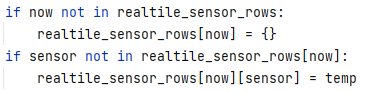 if now not in realtile_sensor_rows:
    realtile_sensor_rows[now] = {}
if sensor not in realtile_sensor_rows[now]:
    realtile_sensor_rows[now][sensor] = temp